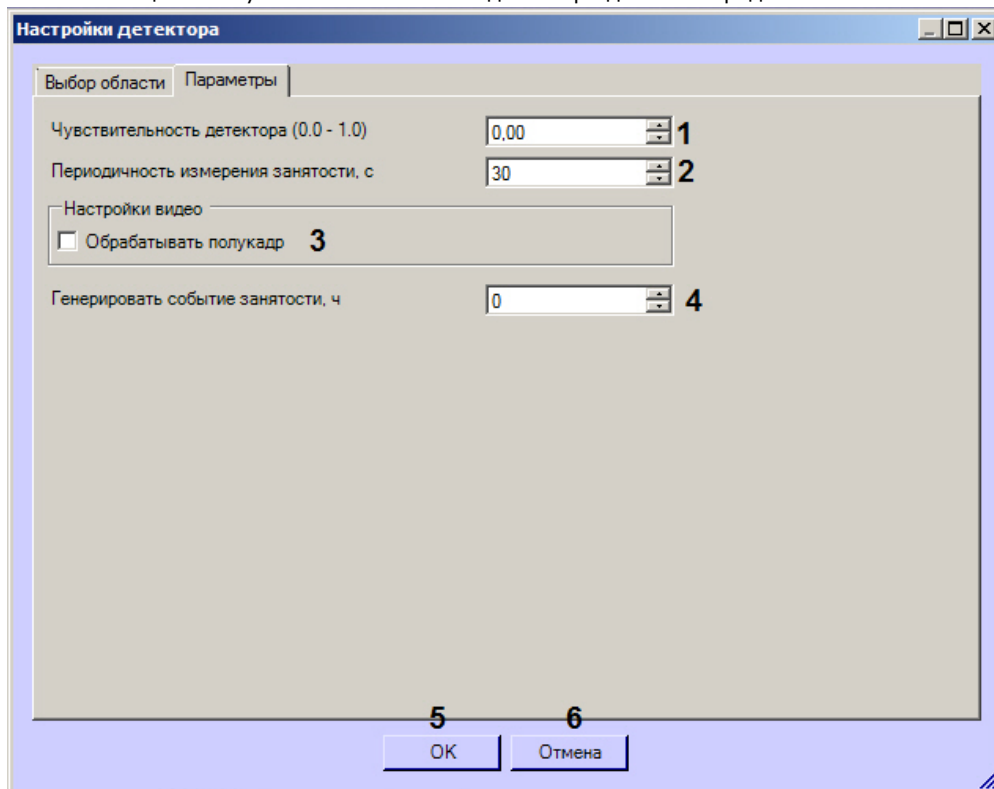 Настройки детектора
Выбор области Параметры
Чувствительность детектора (0.0 - 1.0) 0,00 1
Периодичность измерения занятости, с 30 2
Настройки видео
Обрабатывать полукадр 3
Генерировать событие занятости, ч 0 4
5 6
OK Отмена